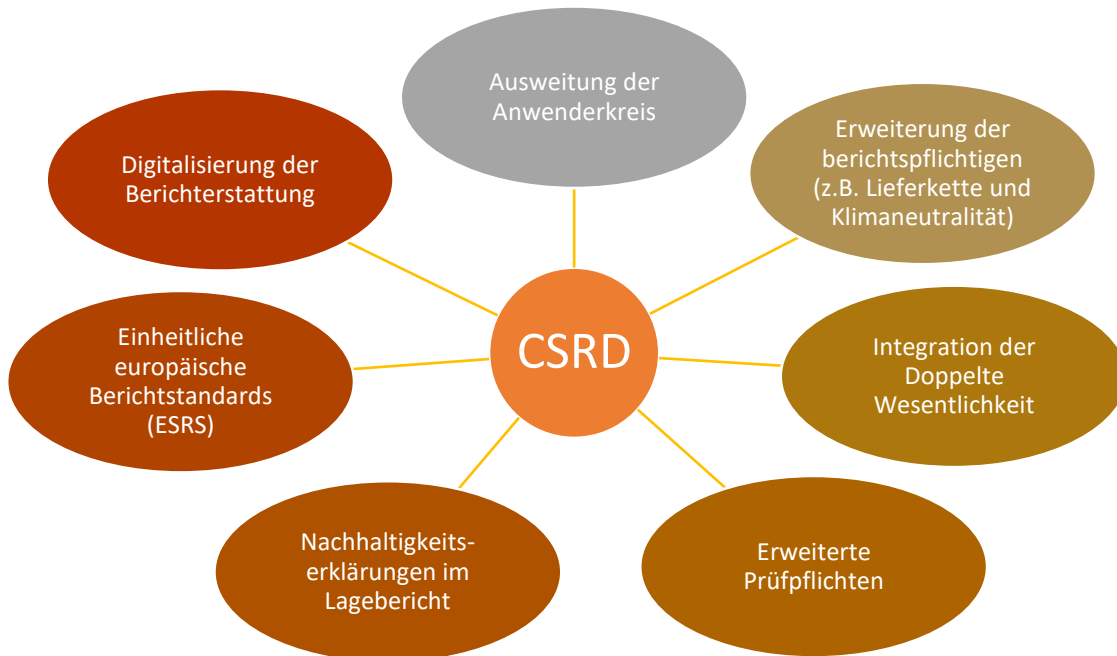 Ausweitung der
Anwenderkreis
Erweiterung der
berichtspflichtigen
(z.B. Lieferkette und
Klimaneutralität)
Digitalisierung der
Berichterstattung
CSRD
Einheitliche
europäische
Berichtstandards
(ESRS)
Integration der
Doppelte
Wesentlichkeit
Nachhaltigkeits-
erklärungen im
Lagebericht
Erweiterte
Prüfpflichten